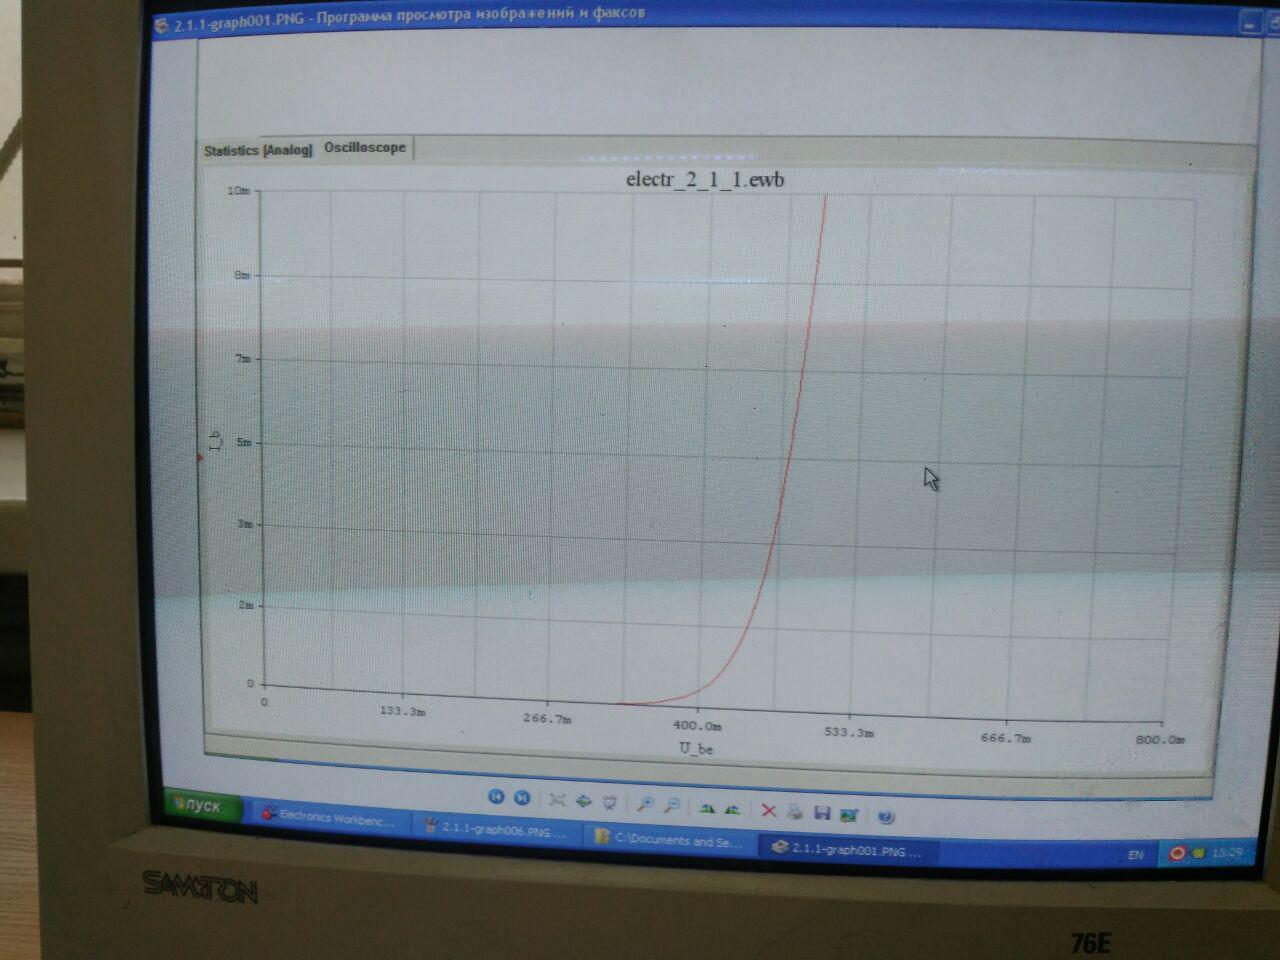 2.1.1-graph001.PNG - Программа просмотра изображений и факсов
Statistics [Analog] Oscilloscope
electr_2_1_1.ewb
10m
8m
7m
I_b
5m
3m
2m
0
0 133.3m 266.7m 400.0m 533.3m 666.7m 800.0m
U_be
пуск Electronics Workbenc... 2.1.1-graph006.PNG ... C:\Documents and Se... 2.1.1-graph001.PNG ... EN 13:09
SAMTRON
76E